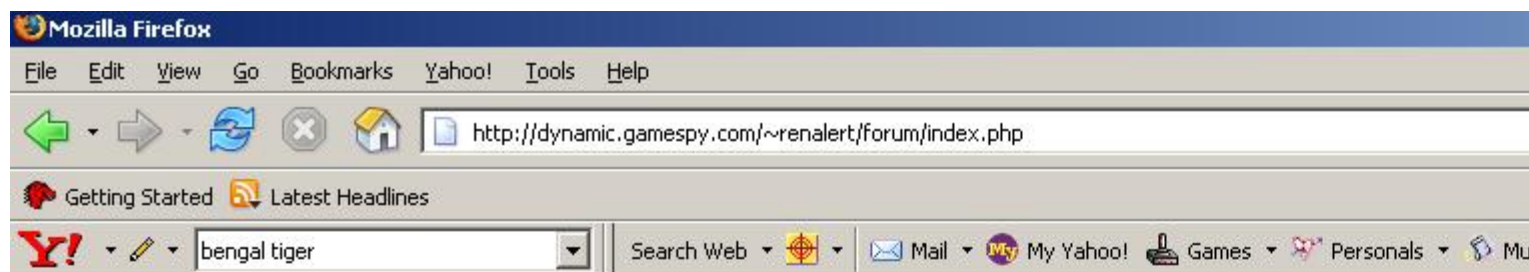 Mozilla Firefox
File Edit View Go Bookmarks Yahoo! Tools Help
http://dynamic.gamespy.com/~renalert/forum/index.php
Getting Started Latest Headlines
Y! bengal tiger Search Web Mail My Yahoo! Games Personals Mu